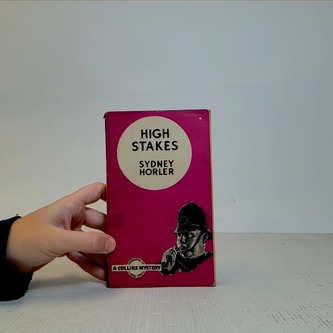 HIGH
STAKES
SYDNEY
HORLER
A COLLINS MYSTERY